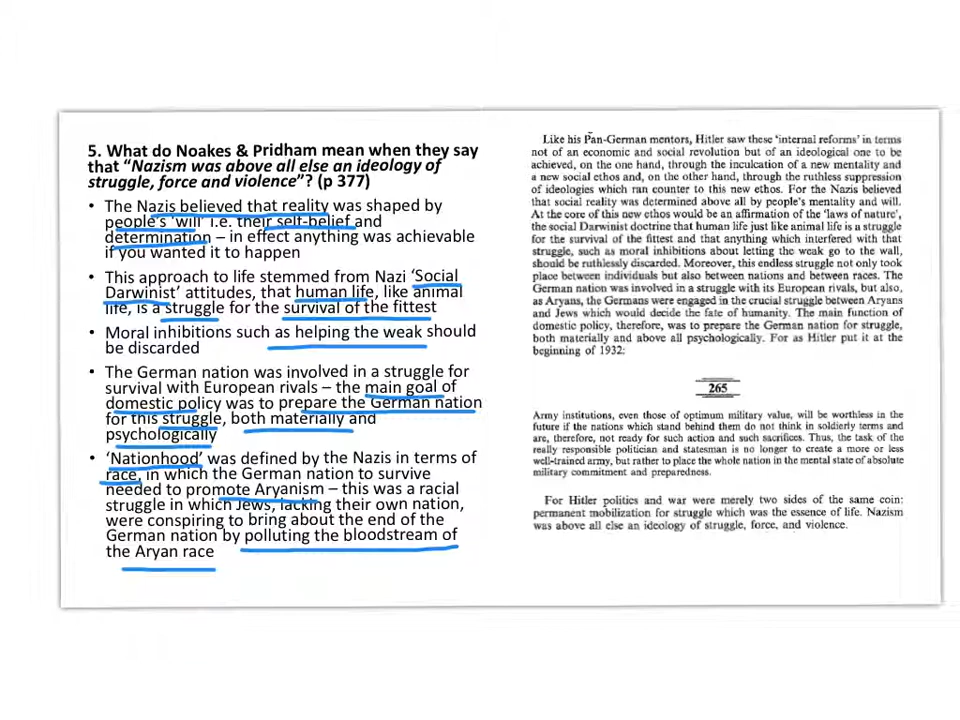 5. What do Noakes & Pridham mean when they say
that “Nazism was above all else an ideology of
struggle, force and violence”? (p 377)
• The Nazis believed that reality was shaped by
people's ‘will’ i.e. their self-belief and
determination – in effect anything was achievable
if you wanted it to happen
• This approach to life stemmed from Nazi ‘Social
Darwinist’ attitudes, that human life, like animal
life, is a struggle for the survival of the fittest
• Moral inhibitions such as helping the weak should
be discarded
• The German nation was involved in a struggle for
survival with European rivals – the main goal of
domestic policy was to prepare the German nation
for this struggle, both materially and
psychologically
• ‘Nationhood’ was defined by the Nazis in terms of
race, in which the German nation to survive
needed to promote Aryanism – this was a racial
struggle in which Jews, lacking their own nation,
were conspiring to bring about the end of the
German nation by polluting the bloodstream of
the Aryan race
Like his Pan-German mentors, Hitler saw these ‘internal reforms’ in terms
not of an economic and social revolution but of an ideological one to be
achieved, on the one hand, through the inculcation of a new mentality and
a new social ethos and, on the other hand, through the ruthless suppression
of ideologies which ran counter to this new ethos. For the Nazis believed
that social reality was determined above all by people's mentality and will.
At the core of this new ethos would be an affirmation of the ‘laws of nature’,
the social Darwinist doctrine that human life just like animal life is a struggle
for the survival of the fittest and that anything which interfered with that
struggle, such as moral inhibitions about letting the weak go to the wall,
should be ruthlessly discarded. Moreover, this endless struggle not only took
place between individuals but also between nations and between races. The
German nation was involved in a struggle with its European rivals, but also,
as Aryans, the Germans were engaged in the crucial struggle between Aryans
and Jews which would decide the fate of humanity. The main function of
domestic policy, therefore, was to prepare the German nation for struggle,
both materially and above all psychologically. For as Hitler put it at the
beginning of 1932:
265
Army institutions, even those of optimum military value, will be worthless in the
future if the nations which stand behind them do not think in soldierly terms and
are, therefore, not ready for such action and such sacrifices. Thus, the task of the
really responsible politician and statesman is no longer to create a more or less
well-trained army, but rather to place the whole nation in the mental state of absolute
military commitment and preparedness.
For Hitler politics and war were merely two sides of the same coin:
permanent mobilization for struggle which was the essence of life. Nazism
was above all else an ideology of struggle, force, and violence.